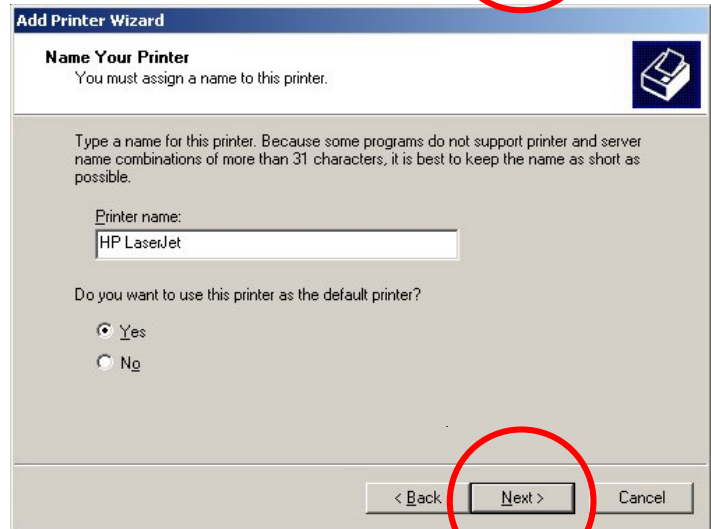 Add Printer Wizard
Name Your Printer
You must assign a name to this printer.
Type a name for this printer. Because some programs do not support printer and server
name combinations of more than 31 characters, it is best to keep the name as short as
possible.
Printer name:
HP LaserJet
Do you want to use this printer as the default printer?
Yes
No
< Back Next > Cancel